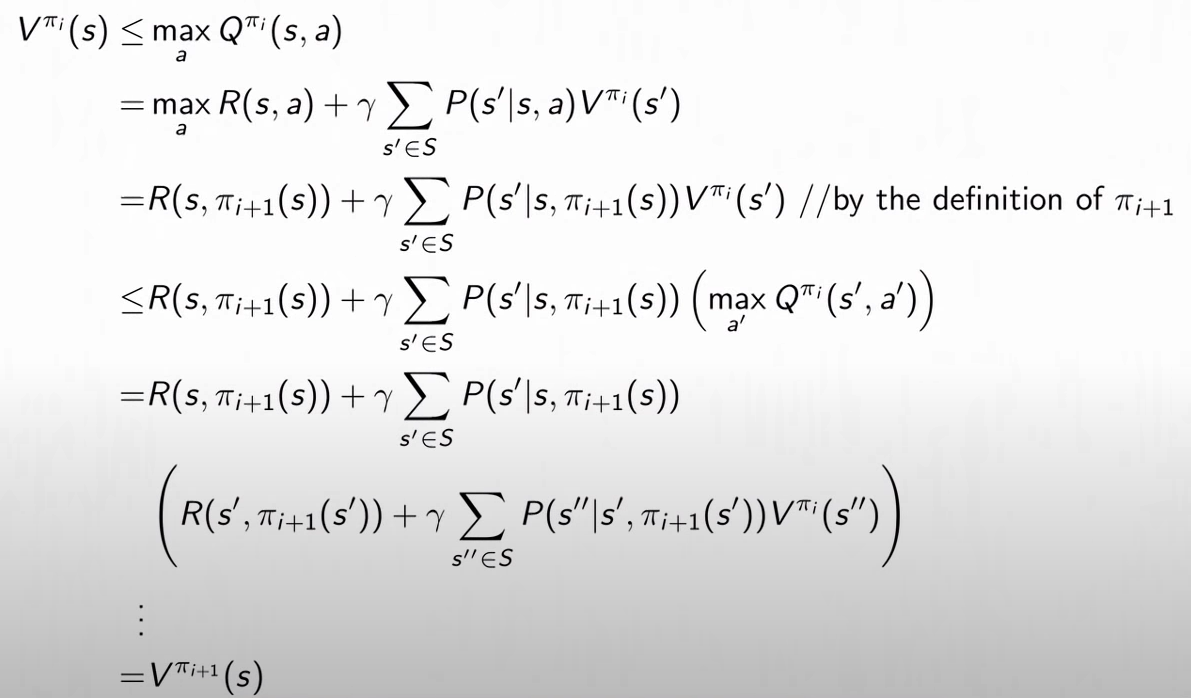 V^{π_i}(s) ≤ max_a Q^{π_i}(s, a)
= max_a R(s, a) + γ ∑_{s′∈S} P(s′|s, a)V^{π_i}(s′)
=R(s, π_{i+1}(s)) + γ ∑_{s′∈S} P(s′|s, π_{i+1}(s))V^{π_i}(s′) //by the definition of π_{i+1}
≤R(s, π_{i+1}(s)) + γ ∑_{s′∈S} P(s′|s, π_{i+1}(s)) (max_{a′} Q^{π_i}(s′, a′))
=R(s, π_{i+1}(s)) + γ ∑_{s′∈S} P(s′|s, π_{i+1}(s))
(R(s′, π_{i+1}(s′)) + γ ∑_{s″∈S} P(s″|s′, π_{i+1}(s′))V^{π_i}(s″))
⋮
=V^{π_{i+1}}(s)